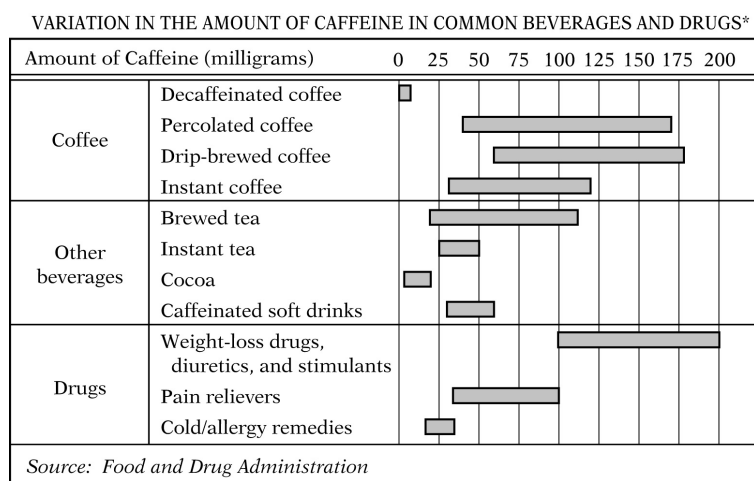 VARIATION IN THE AMOUNT OF CAFFEINE IN COMMON BEVERAGES AND DRUGS*
Amount of Caffeine (milligrams) 0 25 50 75 100 125 150 175 200
Coffee
Decaffeinated coffee
Percolated coffee
Drip-brewed coffee
Instant coffee
Other
beverages
Brewed tea
Instant tea
Cocoa
Caffeinated soft drinks
Drugs
Weight-loss drugs,
diuretics, and stimulants
Pain relievers
Cold/allergy remedies
Source: Food and Drug Administration